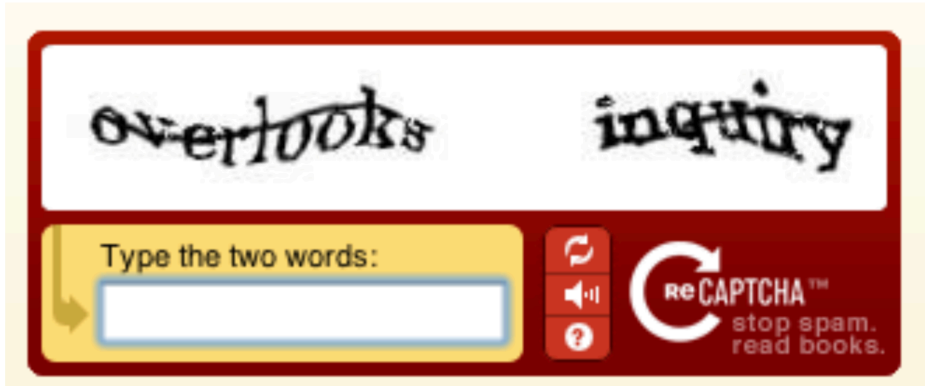 overlooks inquiry
Type the two words:
ReCAPTCHA™
stop spam.
read books.